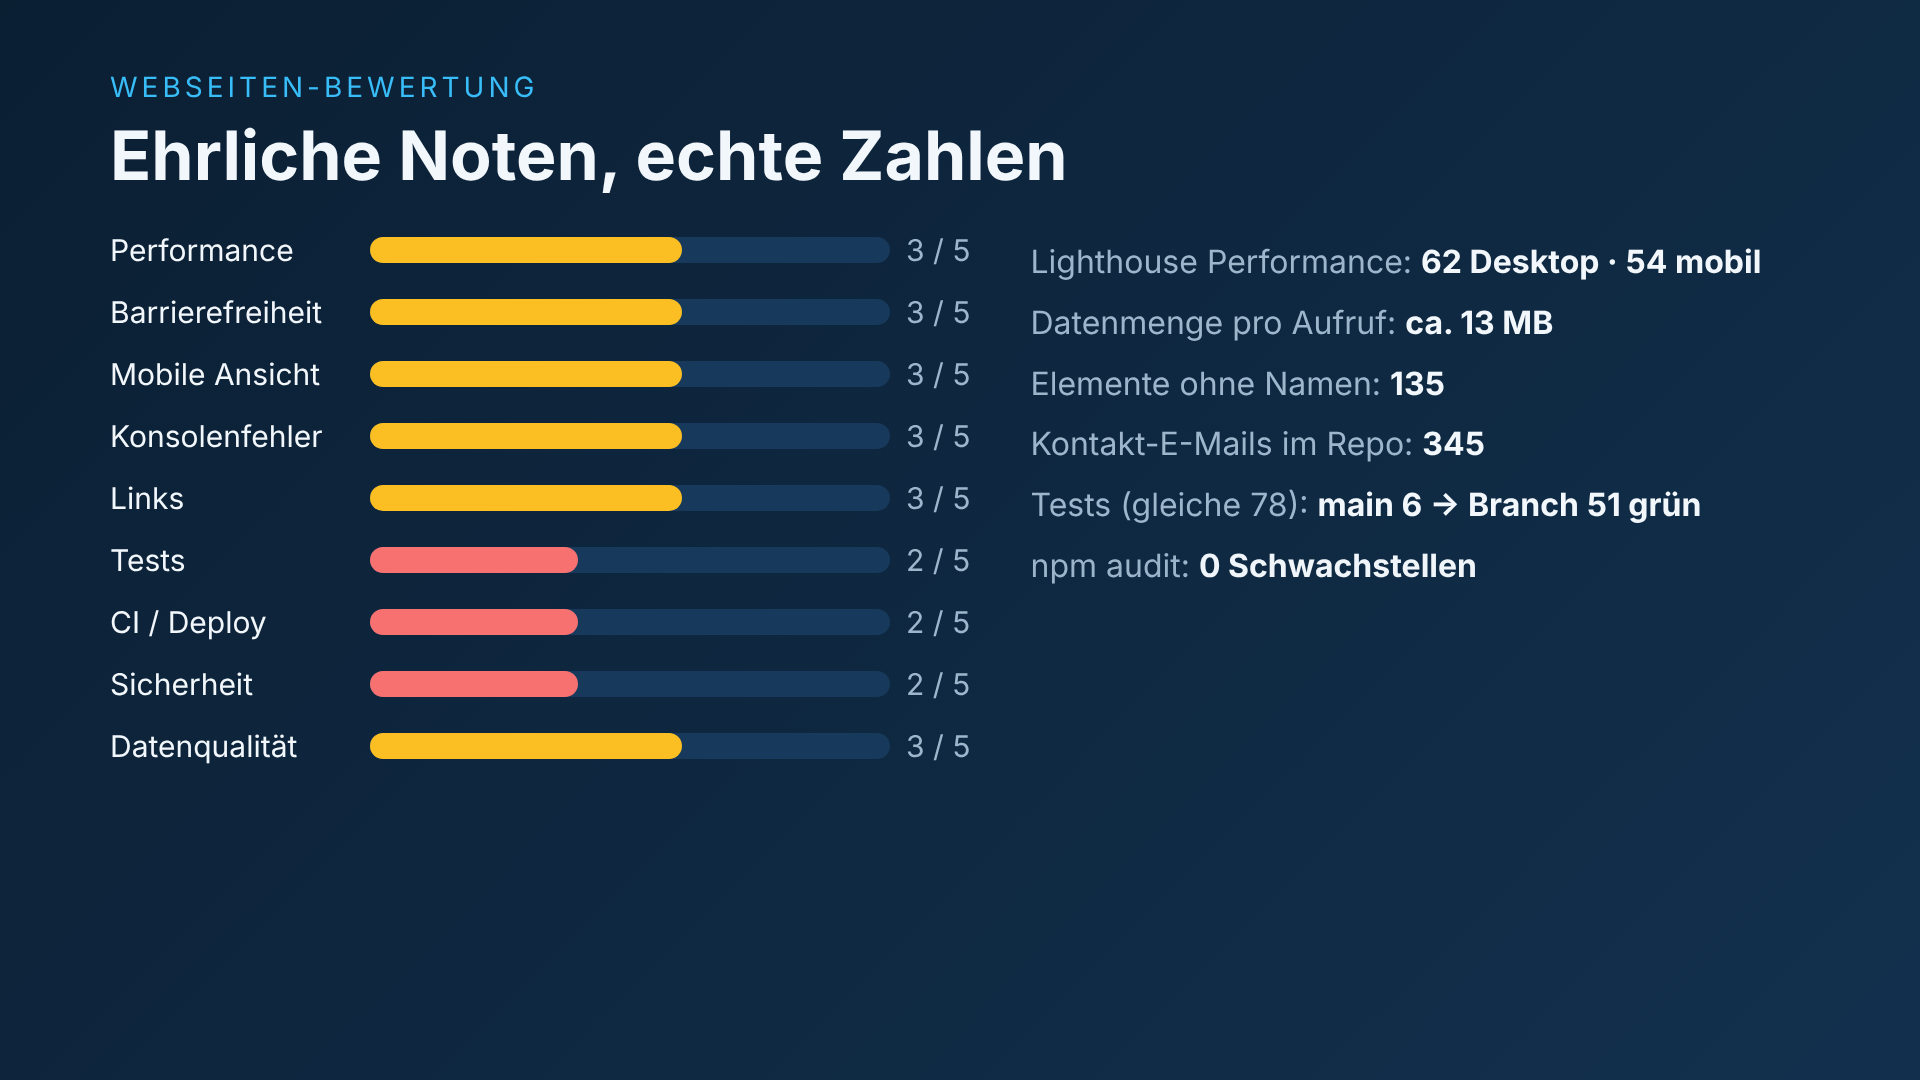 WEBSEITEN-BEWERTUNG
Ehrliche Noten, echte Zahlen
Performance 3 / 5
Barrierefreiheit 3 / 5
Mobile Ansicht 3 / 5
Konsolenfehler 3 / 5
Links 3 / 5
Tests 2 / 5
CI / Deploy 2 / 5
Sicherheit 2 / 5
Datenqualität 3 / 5
Lighthouse Performance: 62 Desktop · 54 mobil
Datenmenge pro Aufruf: ca. 13 MB
Elemente ohne Namen: 135
Kontakt-E-Mails im Repo: 345
Tests (gleiche 78): main 6 → Branch 51 grün
npm audit: 0 Schwachstellen